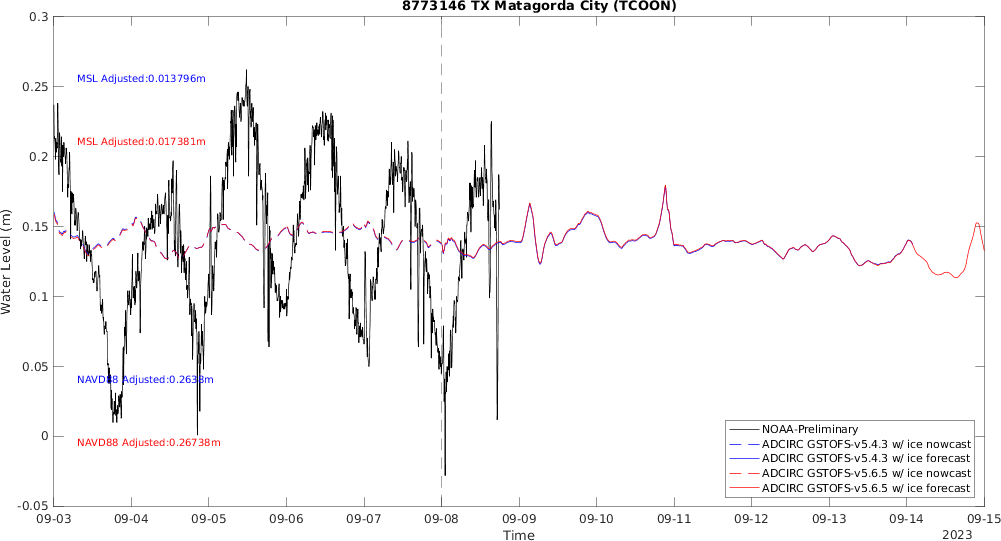 8773146 TX Matagorda City (TCOON)
0.3
0.25
0.2
0.15
0.1
0.05
0
-0.05
Water Level (m)
MSL Adjusted:0.013796m
MSL Adjusted:0.017381m
NAVD88 Adjusted:0.2638m
NAVD88 Adjusted:0.26738m
NOAA-Preliminary
ADCIRC GSTOFS-v5.4.3 w/ ice nowcast
ADCIRC GSTOFS-v5.4.3 w/ ice forecast
ADCIRC GSTOFS-v5.6.5 w/ ice nowcast
ADCIRC GSTOFS-v5.6.5 w/ ice forecast
09-03 09-04 09-05 09-06 09-07 09-08 09-09 09-10 09-11 09-12 09-13 09-14 09-15
Time
2023